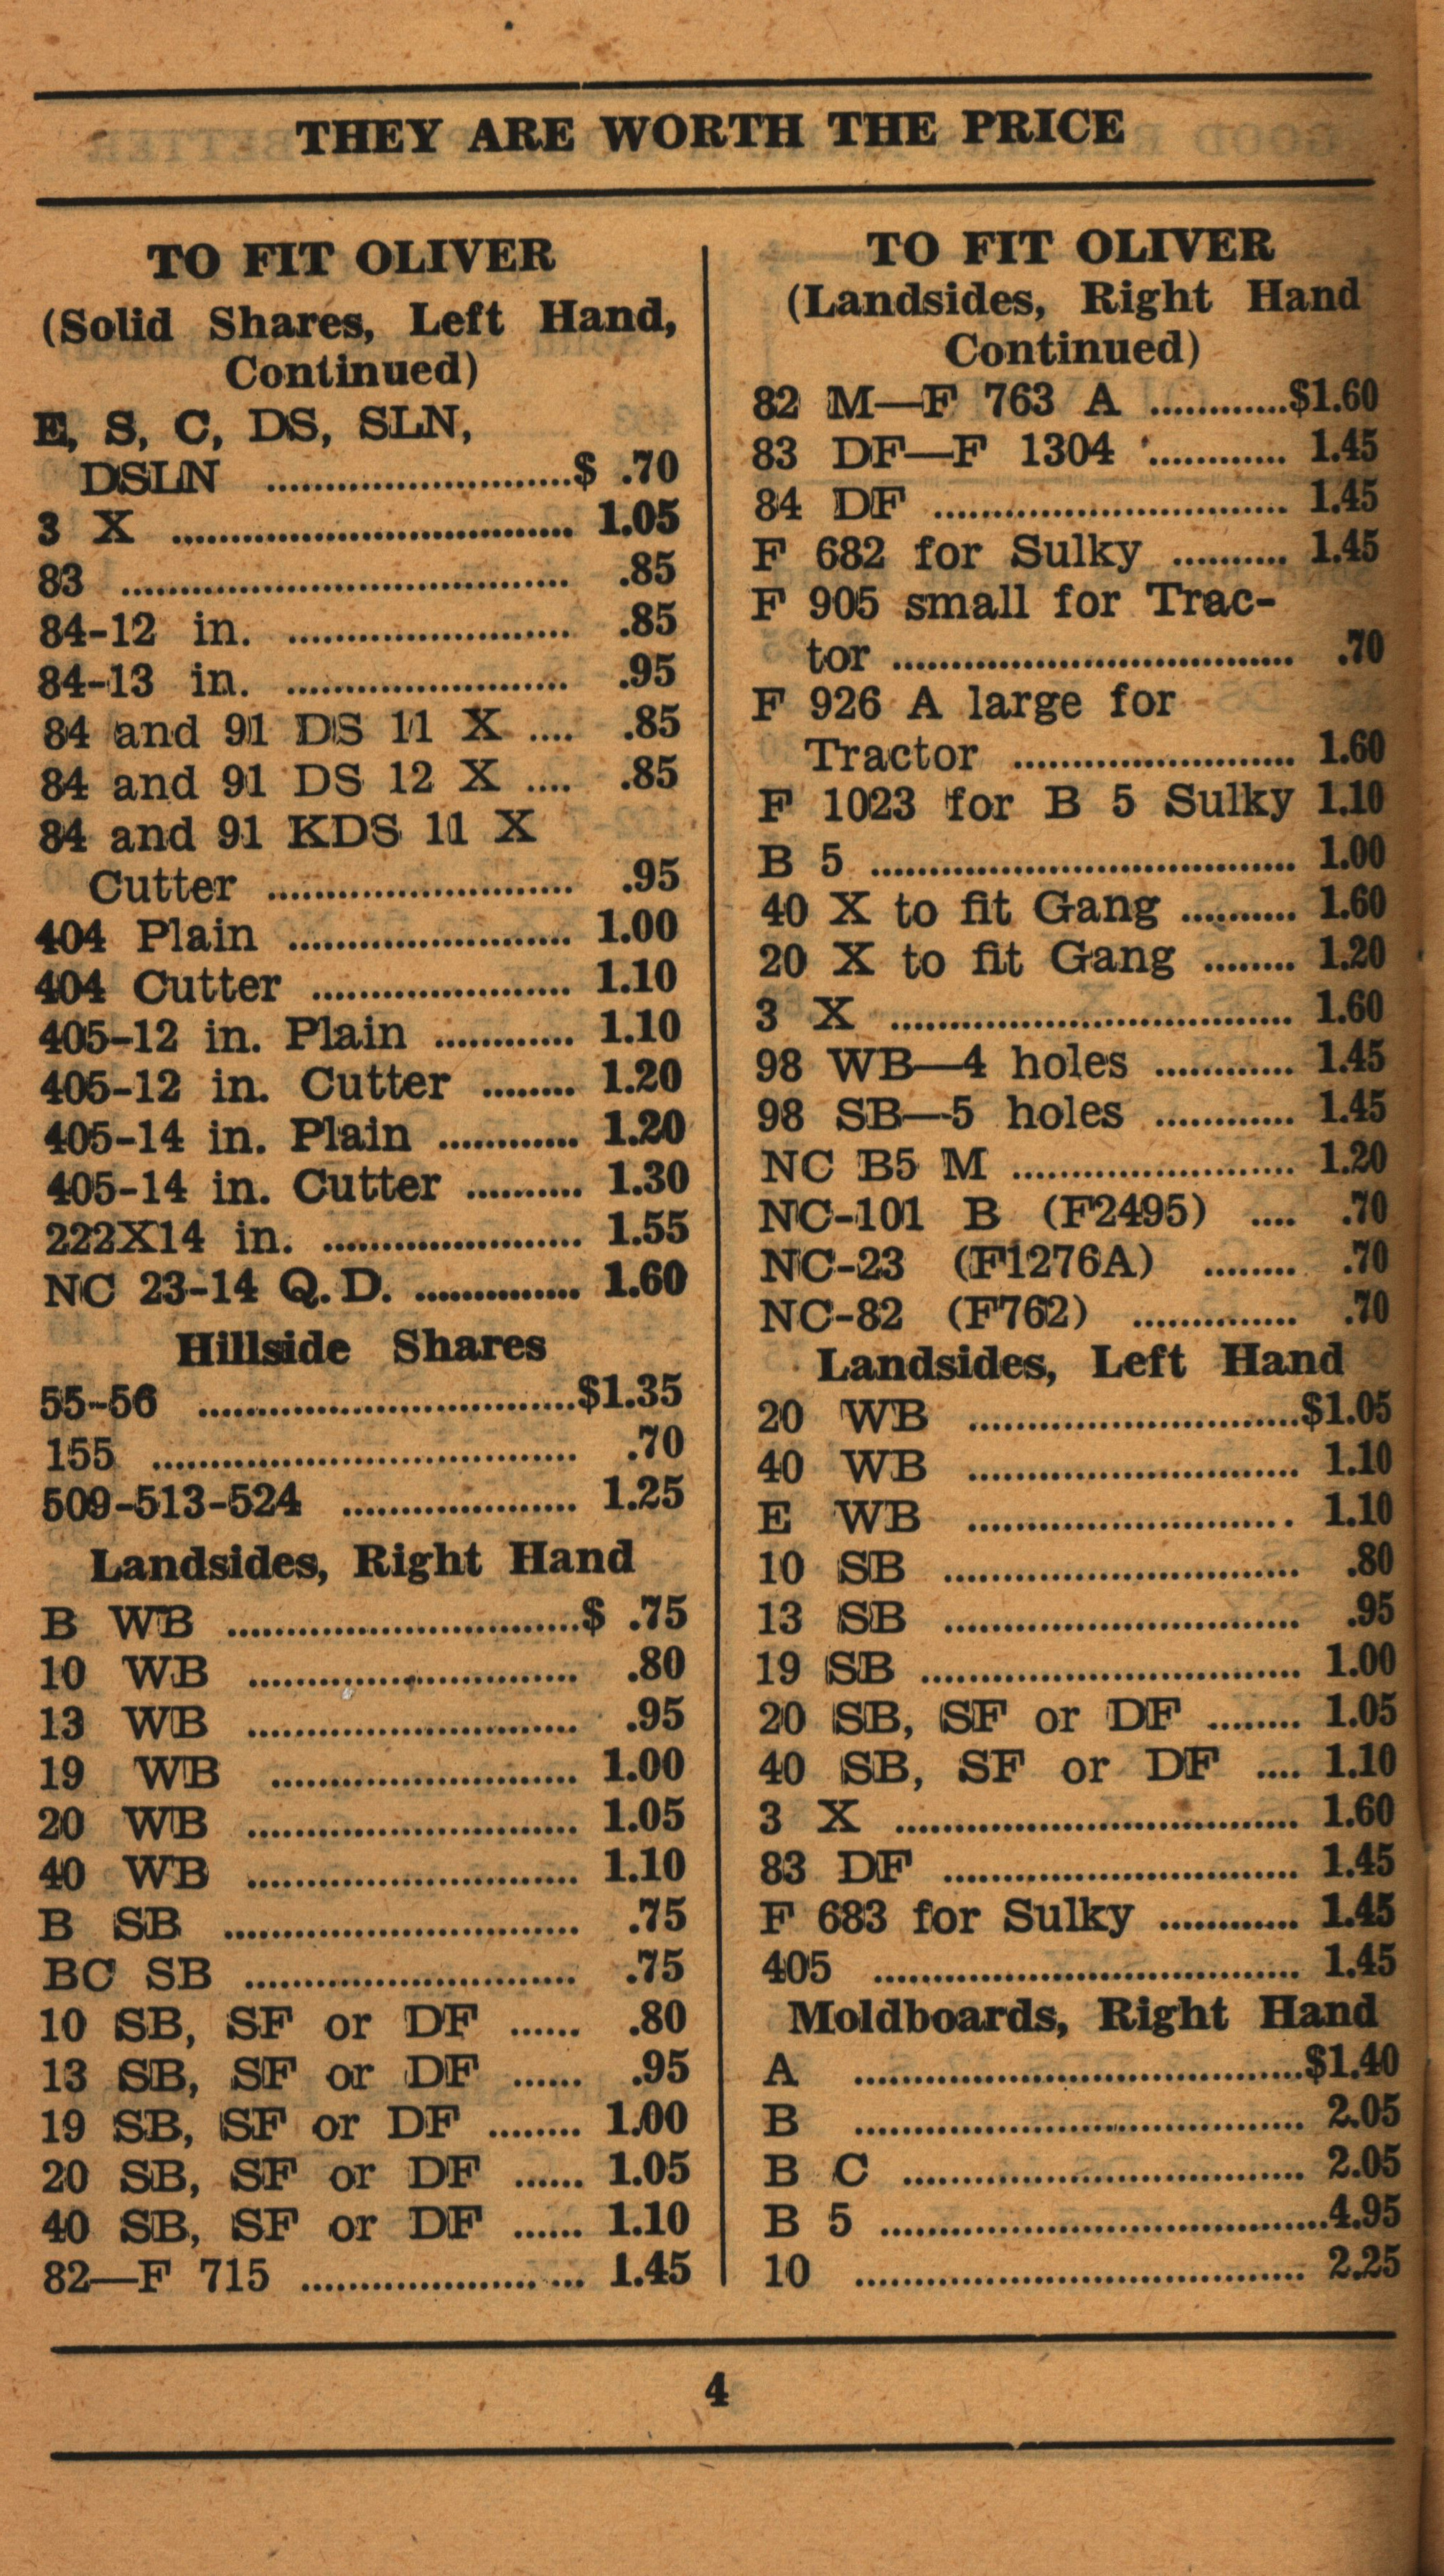 THEY ARE WORTH THE PRICE
TO FIT OLIVER
(Solid Shares, Left Hand,
Continued)
E, S, C, DS, SLN,
DSLN ..........................$ .70
3 X ................................. 1.05
83 ...................................... .85
84-12 in. ........................ .85
84-13 in. ........................ .95
84 and 91 DS 11 X .... .85
84 and 91 DS 12 X .... .85
84 and 91 KDS 11 X
Cutter .......................... .95
404 Plain ........................ 1.00
404 Cutter ...................... 1.10
405-12 in. Plain ............ 1.10
405-12 in. Cutter ........ 1.20
405-14 in. Plain ............ 1.20
405-14 in. Cutter .......... 1.30
222X14 in. ...................... 1.55
NC 23-14 Q. D. .............. 1.60
Hillside Shares
55-56 ................................$1.35
155 .................................... .70
509-513-524 .................... 1.25
Landsides, Right Hand
B WB ..............................$ .75
10 WB ............................ .80
13 WB ............................ .95
19 WB .......................... 1.00
20 WB ............................ 1.05
40 WB ............................ 1.10
B SB .............................. .75
BC SB ............................ .75
10 SB, SF or DF ...... .80
13 SB, SF or DF ...... .95
19 SB, SF or DF ........ 1.00
20 SB, SF or DF ...... 1.05
40 SB, SF or DF ...... 1.10
82—F 715 ........................ 1.45
TO FIT OLIVER
(Landsides, Right Hand
Continued)
82 M—F 763 A ............$1.60
83 DF—F 1304 ............ 1.45
84 DF .............................. 1.45
F 682 for Sulky .......... 1.45
F 905 small for Trac-
tor .................................. .70
F 926 A large for
Tractor ........................ 1.60
F 1023 for B 5 Sulky 1.10
B 5 .................................... 1.00
40 X to fit Gang .......... 1.60
20 X to fit Gang ........ 1.20
3 X .................................. 1.60
98 WB—4 holes ............ 1.45
98 SB—5 holes ............ 1.45
NC B5 M ........................ 1.20
NC-101 B (F2495) .... .70
NC-23 (F1276A) ........ .70
NC-82 (F762) .............. .70
Landsides, Left Hand
20 WB ............................$1.05
40 WB ............................ 1.10
E WB ............................ 1.10
10 SB .............................. .80
13 SB .............................. .95
19 SB ................................ 1.00
20 SB, SF or DF ........ 1.05
40 SB, SF or DF .... 1.10
3 X .................................. 1.60
83 DF .............................. 1.45
F 683 for Sulky ............ 1.45
405 .................................... 1.45
Moldboards, Right Hand
A ......................................$1.40
B ...................................... 2.05
B C .................................. 2.05
B 5 ......................................4.95
10 ...................................... 2.25
4